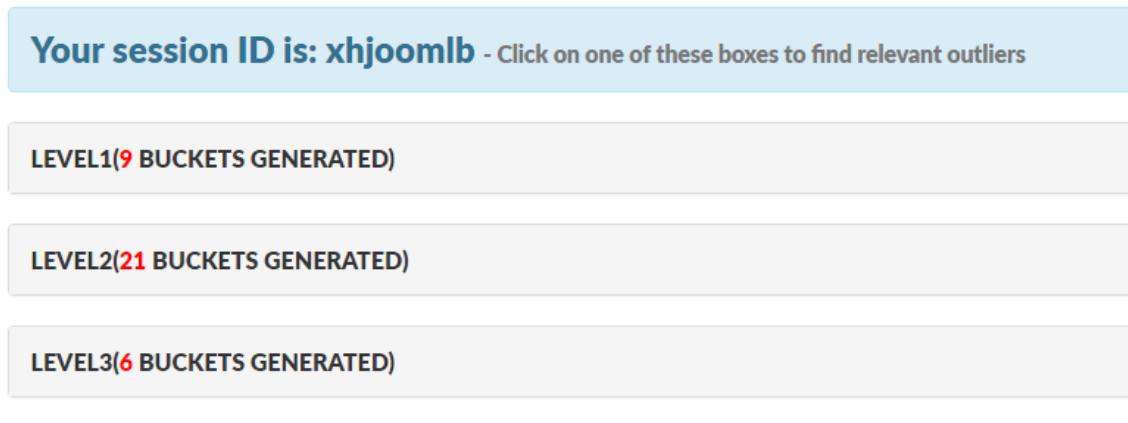 Your session ID is: xhjoomlb - Click on one of these boxes to find relevant outliers
LEVEL1(9 BUCKETS GENERATED)
LEVEL2(21 BUCKETS GENERATED)
LEVEL3(6 BUCKETS GENERATED)